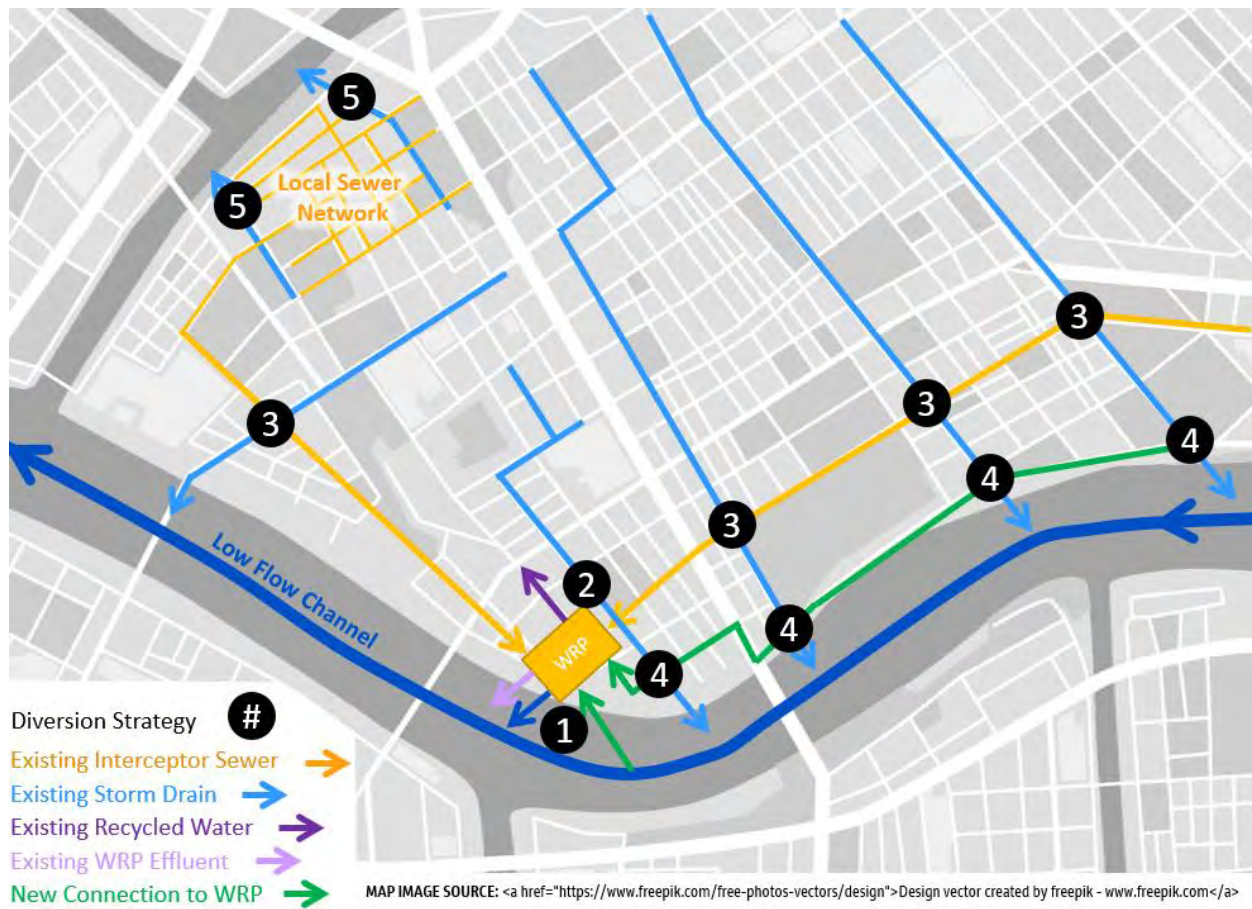 5
5
Local Sewer
Network
3
3
3
4
4
3
2
WRP
4
4
1
Low Flow Channel
Diversion Strategy #
Existing Interceptor Sewer
Existing Storm Drain
Existing Recycled Water
Existing WRP Effluent
New Connection to WRP
MAP IMAGE SOURCE: <a href="https://www.freepik.com/free-photos-vectors/design">Design vector created by freepik - www.freepik.com</a>